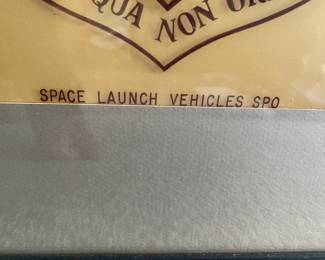 QUA NON
SPACE LAUNCH VEHICLES SPO